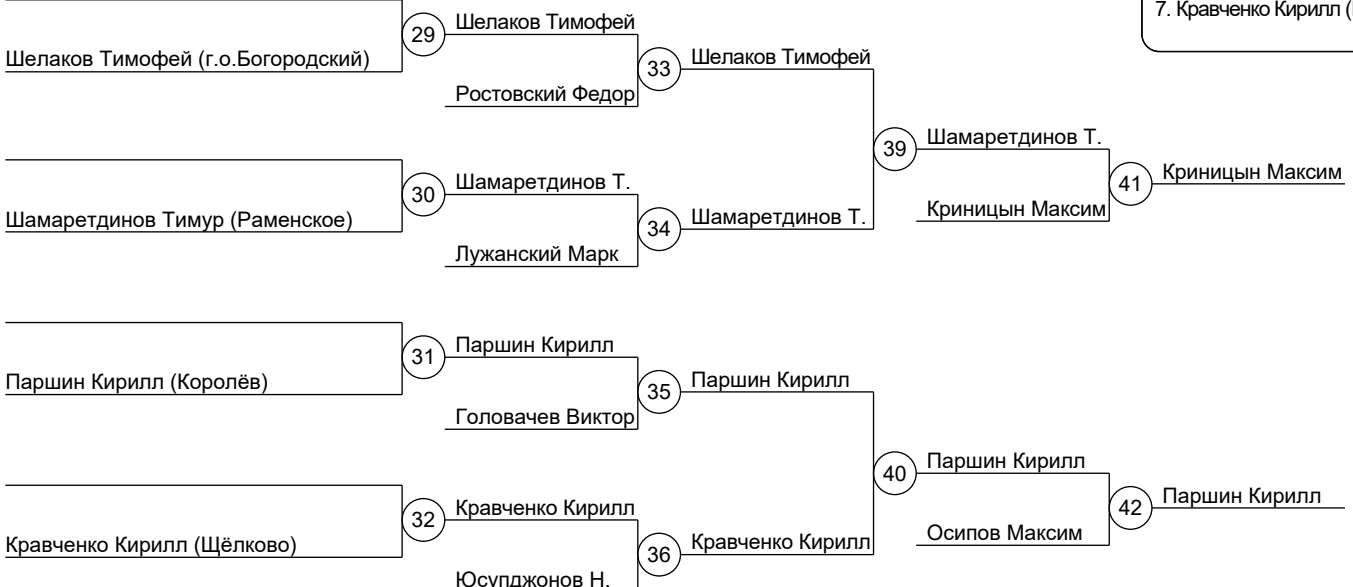 7. Кравченко Кирилл (
29
Шелаков Тимофей
Шелаков Тимофей (г.о.Богородский)
33
Шелаков Тимофей
Ростовский Федор
39
Шамаретдинов Т.
30
Шамаретдинов Т.
41
Криницын Максим
Шамаретдинов Тимур (Раменское)
34
Шамаретдинов Т.
Криницын Максим
Лужанский Марк
31
Паршин Кирилл
Паршин Кирилл (Королёв)
35
Паршин Кирилл
Головачев Виктор
40
Паршин Кирилл
32
Кравченко Кирилл
42
Паршин Кирилл
Кравченко Кирилл (Щёлково)
36
Кравченко Кирилл
Осипов Максим
Юсупджонов Н.